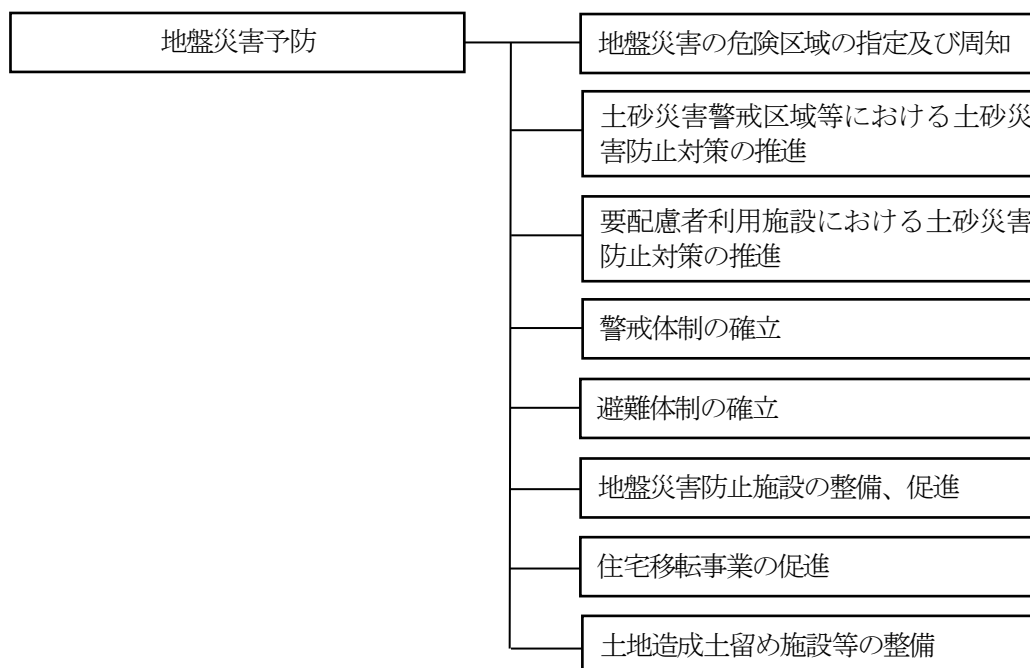 地盤災害予防
地盤災害の危険区域の指定及び周知
土砂災害警戒区域等における土砂災
害防止対策の推進
要配慮者利用施設における土砂災害
防止対策の推進
警戒体制の確立
避難体制の確立
地盤災害防止施設の整備、促進
住宅移転事業の促進
土地造成土留め施設等の整備